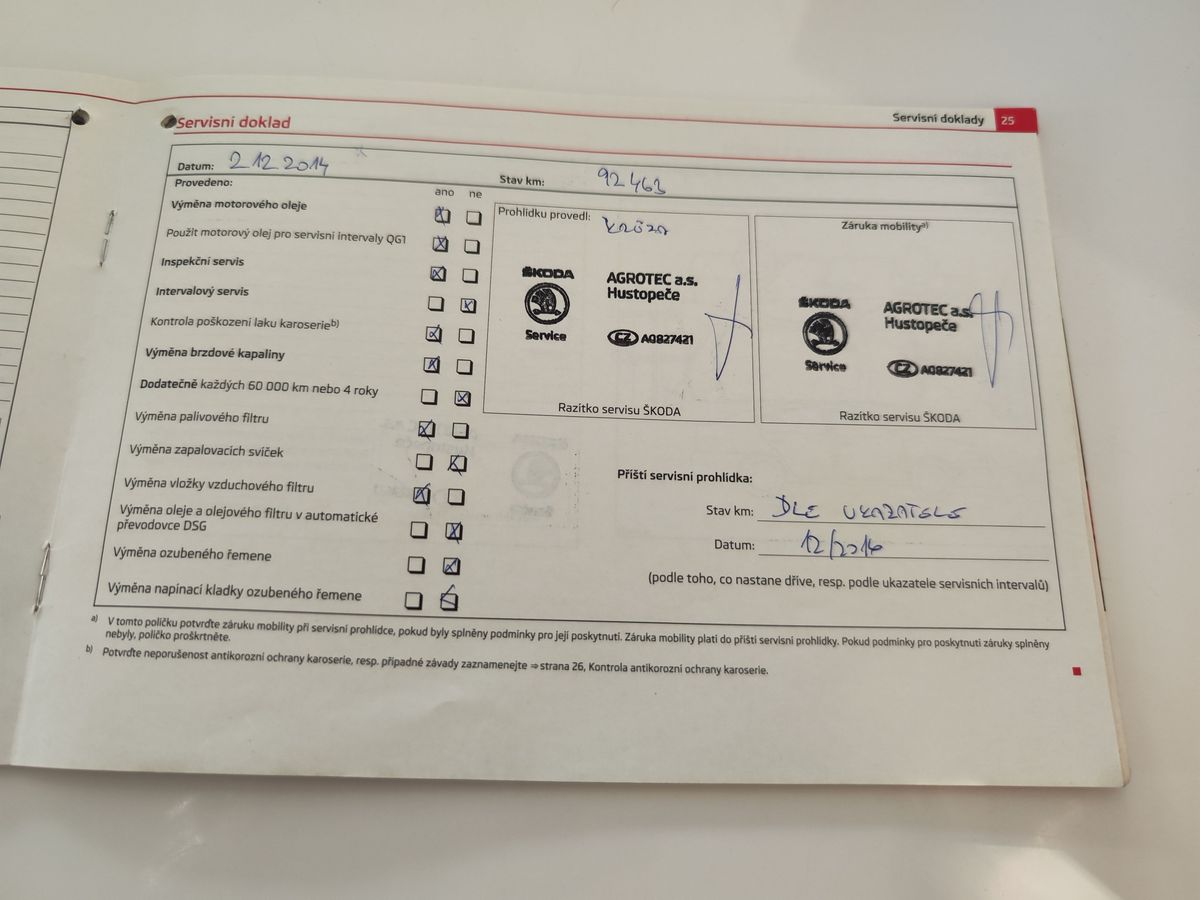 Servisní doklad
Servisní doklady 25
Datum: 2.12.2014
Stav km: 92 463
Provedeno:
ano ne
Výměna motorového oleje
Použit motorový olej pro servisní intervaly QG1
Inspekční servis
Intervalový servis
Kontrola poškození laku karoserieb)
Výměna brzdové kapaliny
Dodatečně každých 60 000 km nebo 4 roky
Výměna palivového filtru
Výměna zapalovacích svíček
Výměna vložky vzduchového filtru
Výměna oleje a olejového filtru v automatické
převodovce DSG
Výměna ozubeného řemene
Výměna napínací kladky ozubeného řemene
Prohlídku provedl:
ŠKODA
Service
AGROTEC a.s.
Hustopeče
CZ A0827421
Razítko servisu ŠKODA
Záruka mobilitya)
ŠKODA
Service
AGROTEC a.s.
Hustopeče
CZ A0827421
Razítko servisu ŠKODA
Příští servisní prohlídka:
Stav km: DLE UKAZATELE
Datum: 12/2016
(podle toho, co nastane dříve, resp. podle ukazatele servisních intervalů)
a) V tomto políčku potvrďte záruku mobility při servisní prohlídce, pokud byly splněny podmínky pro její poskytnutí. Záruka mobility platí do příští servisní prohlídky. Pokud podmínky pro poskytnutí záruky splněny
nebyly, políčko proškrtněte.
b) Potvrďte neporušenost antikorozní ochrany karoserie, resp. případné závady zaznamenejte ⇒ strana 26, Kontrola antikorozní ochrany karoserie.